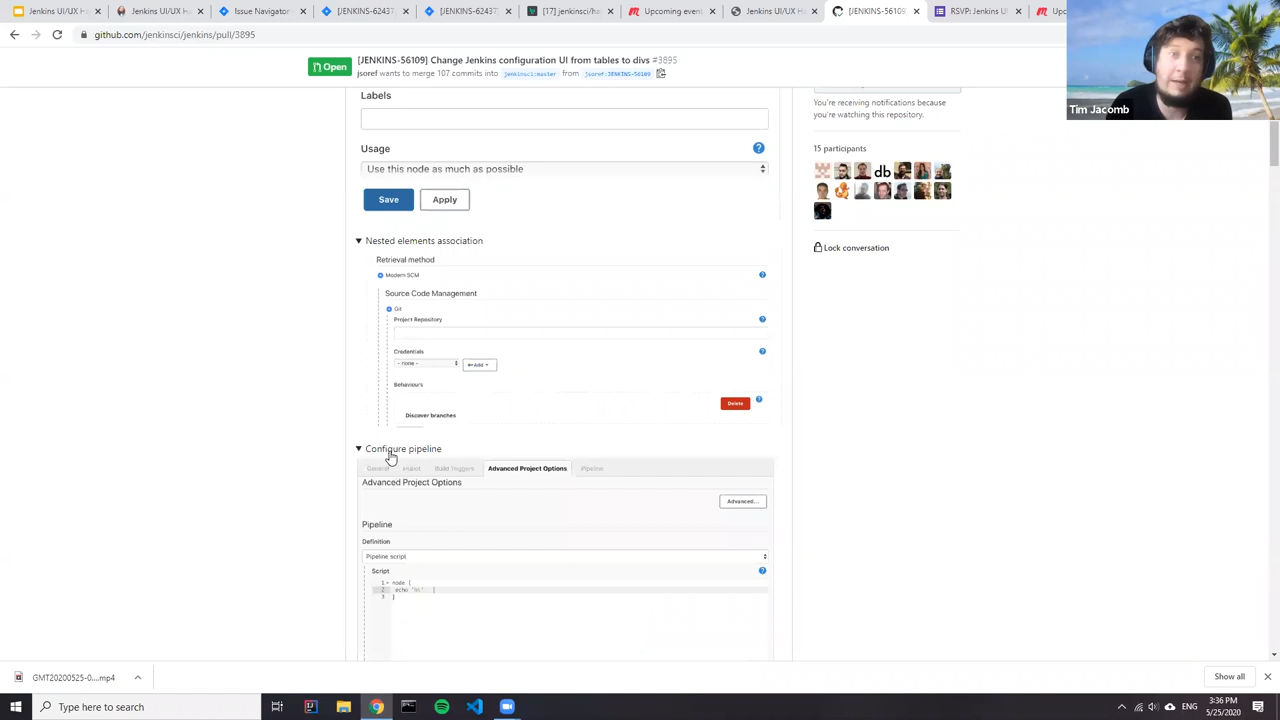 Jenkins UI/UX H
Jenkins UI/UX Ha
Issue Navigator
[JENKINS-62437]
[JENKINS-62437]
[17] jenkinsci/ha
Upcoming even
Jenkins UI/UX Ha
[JENKINS-56109]
RSVP: Jenkins UI
Upc
github.com/jenkinsci/jenkins/pull/3895
Open
[JENKINS-56109] Change Jenkins configuration UI from tables to divs #3895
jsoref wants to merge 107 commits into jenkinsci:master from jsoref:JENKINS-56109
Tim Jacomb
Labels
You're receiving notifications because
you're watching this repository.
Usage
Use this node as much as possible
15 participants
db
Save
Apply
Lock conversation
Nested elements association
Retrieval method
Modern SCM
Source Code Management
Git
Project Repository
Credentials
- none -
Add
Behaviours
Delete
Discover branches
Configure pipeline
General
Build Triggers
Advanced Project Options
Pipeline
Advanced Project Options
Advanced...
Pipeline
Definition
Pipeline script
Script
1 node {
2 echo "hi"
3 }
GMT20200525-0....mp4
Show all
Type here to search
3:36 PM
5/25/2020